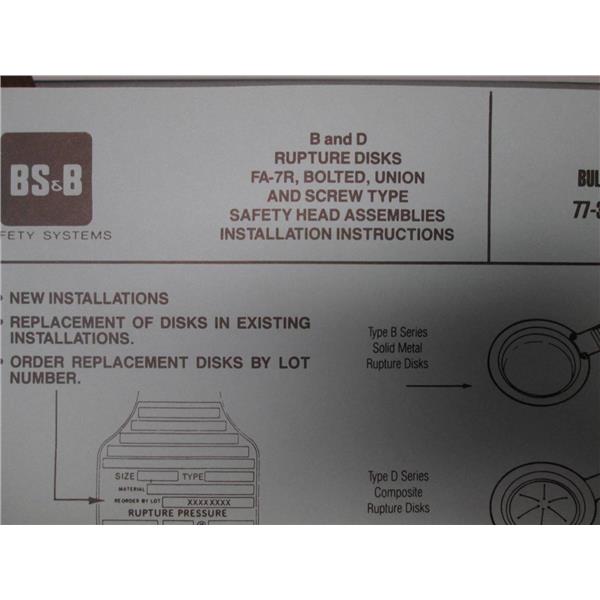 BS&B
FETY SYSTEMS
B and D
RUPTURE DISKS
FA-7R, BOLTED, UNION
AND SCREW TYPE
SAFETY HEAD ASSEMBLIES
INSTALLATION INSTRUCTIONS
BUL
77-
• NEW INSTALLATIONS
• REPLACEMENT OF DISKS IN EXISTING
INSTALLATIONS.
• ORDER REPLACEMENT DISKS BY LOT
NUMBER.
Type B Series
Solid Metal
Rupture Disks
SIZE TYPE
MATERIAL
REORDER BY LOT XXXXXXXX
RUPTURE PRESSURE
Type D Series
Composite
Rupture Disks